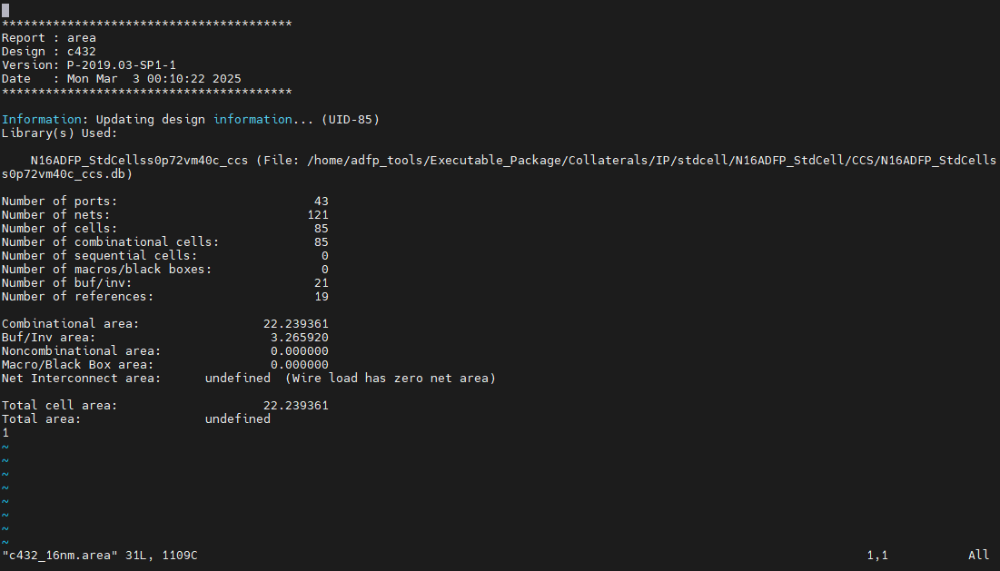 ****************************************
Report : area
Design : c432
Version: P-2019.03-SP1-1
Date   : Mon Mar  3 00:10:22 2025
****************************************

Information: Updating design information... (UID-85)
Library(s) Used:

    N16ADFP_StdCellss0p72vm40c_ccs (File: /home/adfp_tools/Executable_Package/Collaterals/IP/stdcell/N16ADFP_StdCell/CCS/N16ADFP_StdCells
s0p72vm40c_ccs.db)

Number of ports:                           43
Number of nets:                           121
Number of cells:                           85
Number of combinational cells:             85
Number of sequential cells:                 0
Number of macros/black boxes:               0
Number of buf/inv:                         21
Number of references:                      19

Combinational area:                 22.239361
Buf/Inv area:                        3.265920
Noncombinational area:               0.000000
Macro/Black Box area:                0.000000
Net Interconnect area:      undefined  (Wire load has zero net area)

Total cell area:                    22.239361
Total area:                 undefined
1
~
~
~
~
~
~
~
~
"c432_16nm.area" 31L, 1109C                                                                                            1,1           All